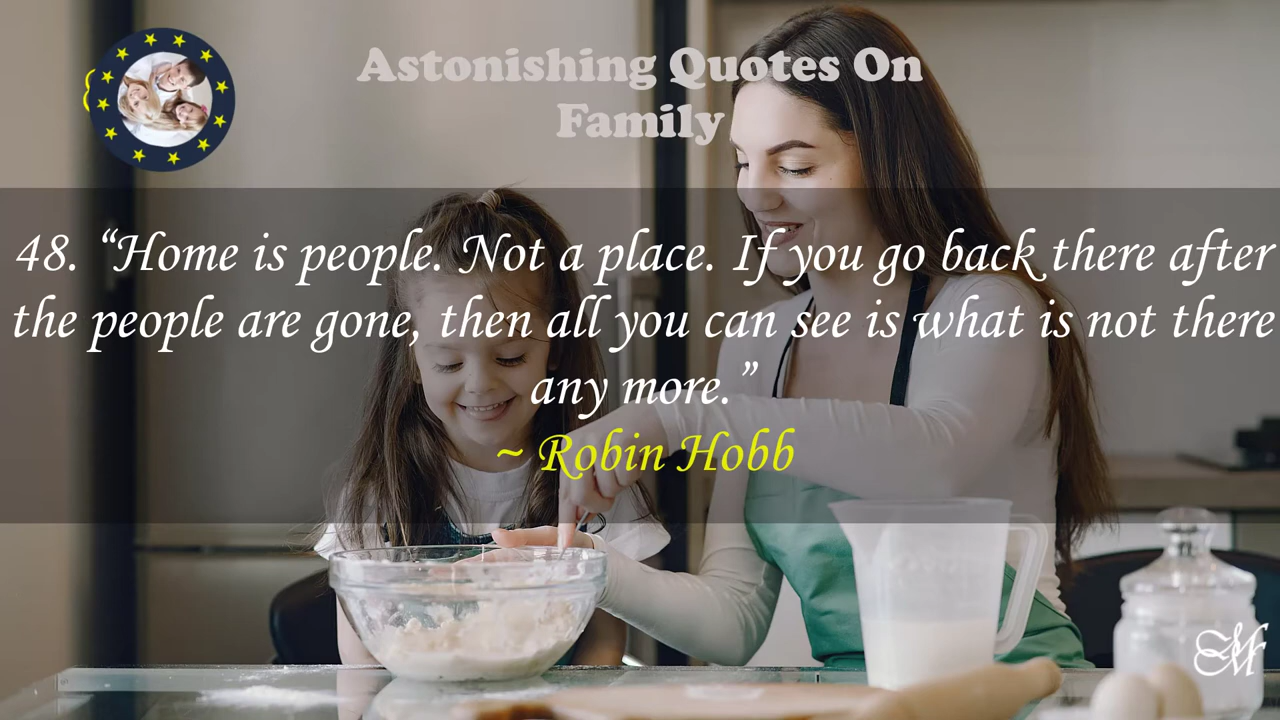 Astonishing Quotes On
Family
48. “Home is people. Not a place. If you go back there after
the people are gone, then all you can see is what is not there
any more.”
~ Robin Hobb